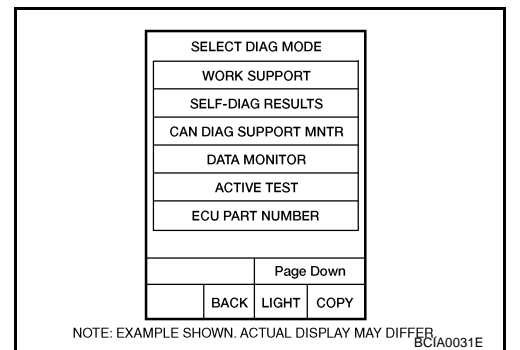 SELECT DIAG MODE
WORK SUPPORT
SELF-DIAG RESULTS
CAN DIAG SUPPORT MNTR
DATA MONITOR
ACTIVE TEST
ECU PART NUMBER
Page Down
BACK LIGHT COPY
NOTE: EXAMPLE SHOWN. ACTUAL DISPLAY MAY DIFFER.
BCIA0031E